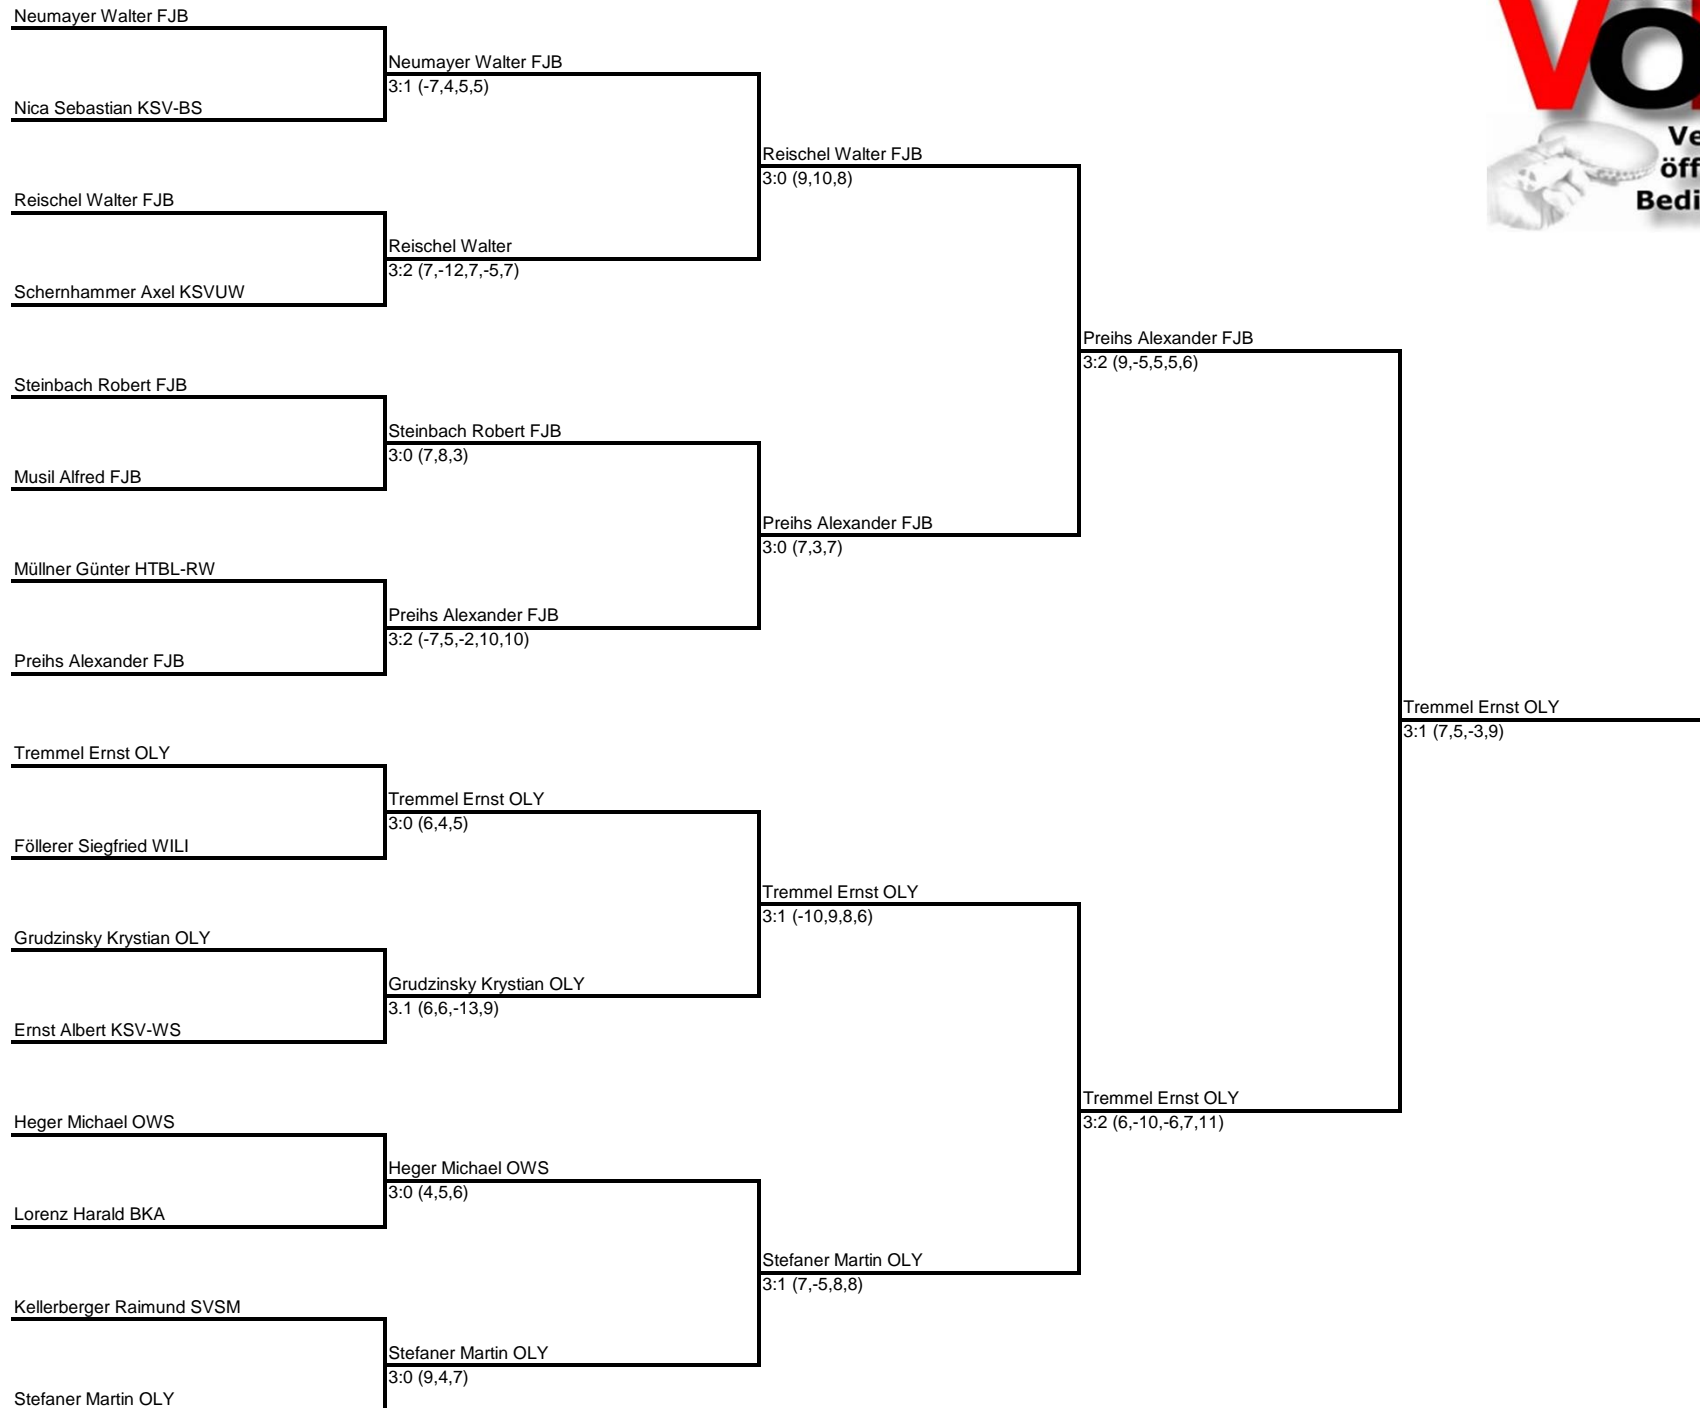 Neumayer Walter FJB
Neumayer Walter FJB
3:1 (-7,4,5,5)
Nica Sebastian KSV-BS
Reischel Walter FJB
3:0 (9,10,8)
Reischel Walter FJB
Reischel Walter
3:2 (7,-12,7,-5,7)
Schernhammer Axel KSVUW
Preihs Alexander FJB
3:2 (9,-5,5,5,6)
Steinbach Robert FJB
Steinbach Robert FJB
3:0 (7,8,3)
Musil Alfred FJB
Preihs Alexander FJB
3:0 (7,3,7)
Müllner Günter HTBL-RW
Preihs Alexander FJB
3:2 (-7,5,-2,10,10)
Preihs Alexander FJB
Tremmel Ernst OLY
3:1 (7,5,-3,9)
Tremmel Ernst OLY
Tremmel Ernst OLY
3:0 (6,4,5)
Föllerer Siegfried WILI
Tremmel Ernst OLY
3:1 (-10,9,8,6)
Grudzinsky Krystian OLY
Grudzinsky Krystian OLY
3.1 (6,6,-13,9)
Ernst Albert KSV-WS
Tremmel Ernst OLY
3:2 (6,-10,-6,7,11)
Heger Michael OWS
Heger Michael OWS
3:0 (4,5,6)
Lorenz Harald BKA
Stefaner Martin OLY
3:1 (7,-5,8,8)
Kellerberger Raimund SVSM
Stefaner Martin OLY
3:0 (9,4,7)
Stefaner Martin OLY